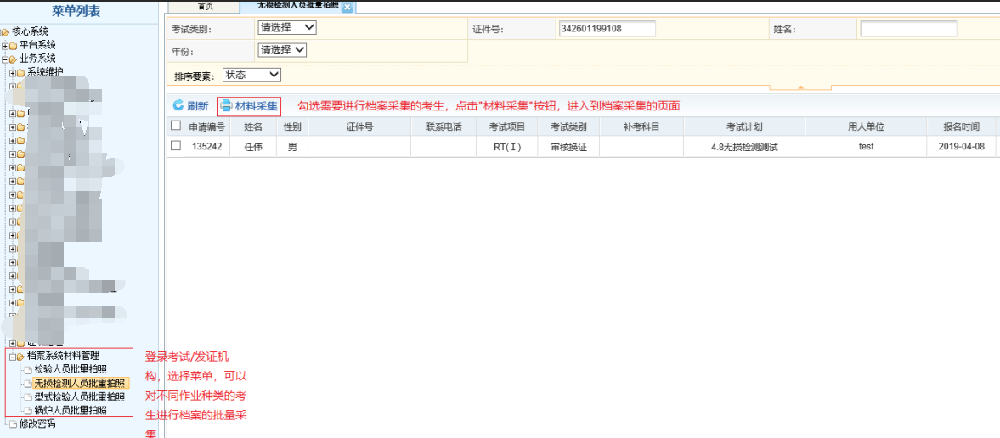 菜单列表
首页
无损检测人员批量拍照
核心系统
平台系统
业务系统
系统维护
档案系统材料管理
检验人员批量拍照
无损检测人员批量拍照
型式检验人员批量拍照
锅炉人员批量拍照
修改密码
考试类别： 请选择 证件号： 342601199108 姓名：
年份： 请选择
排序要素： 状态
刷新 材料采集 勾选需要进行档案采集的考生，点击"材料采集"按钮，进入到档案采集的页面
申请编号 姓名 性别 证件号 联系电话 考试项目 考试类别 补考科目 考试计划 用人单位 报名时间
135242 任伟 男 RT(Ⅰ) 审核换证 4.8无损检测测试 test 2019-04-08
登录考试/发证机
构，选择菜单，可以
对不同作业种类的考
生进行档案的批量采
集